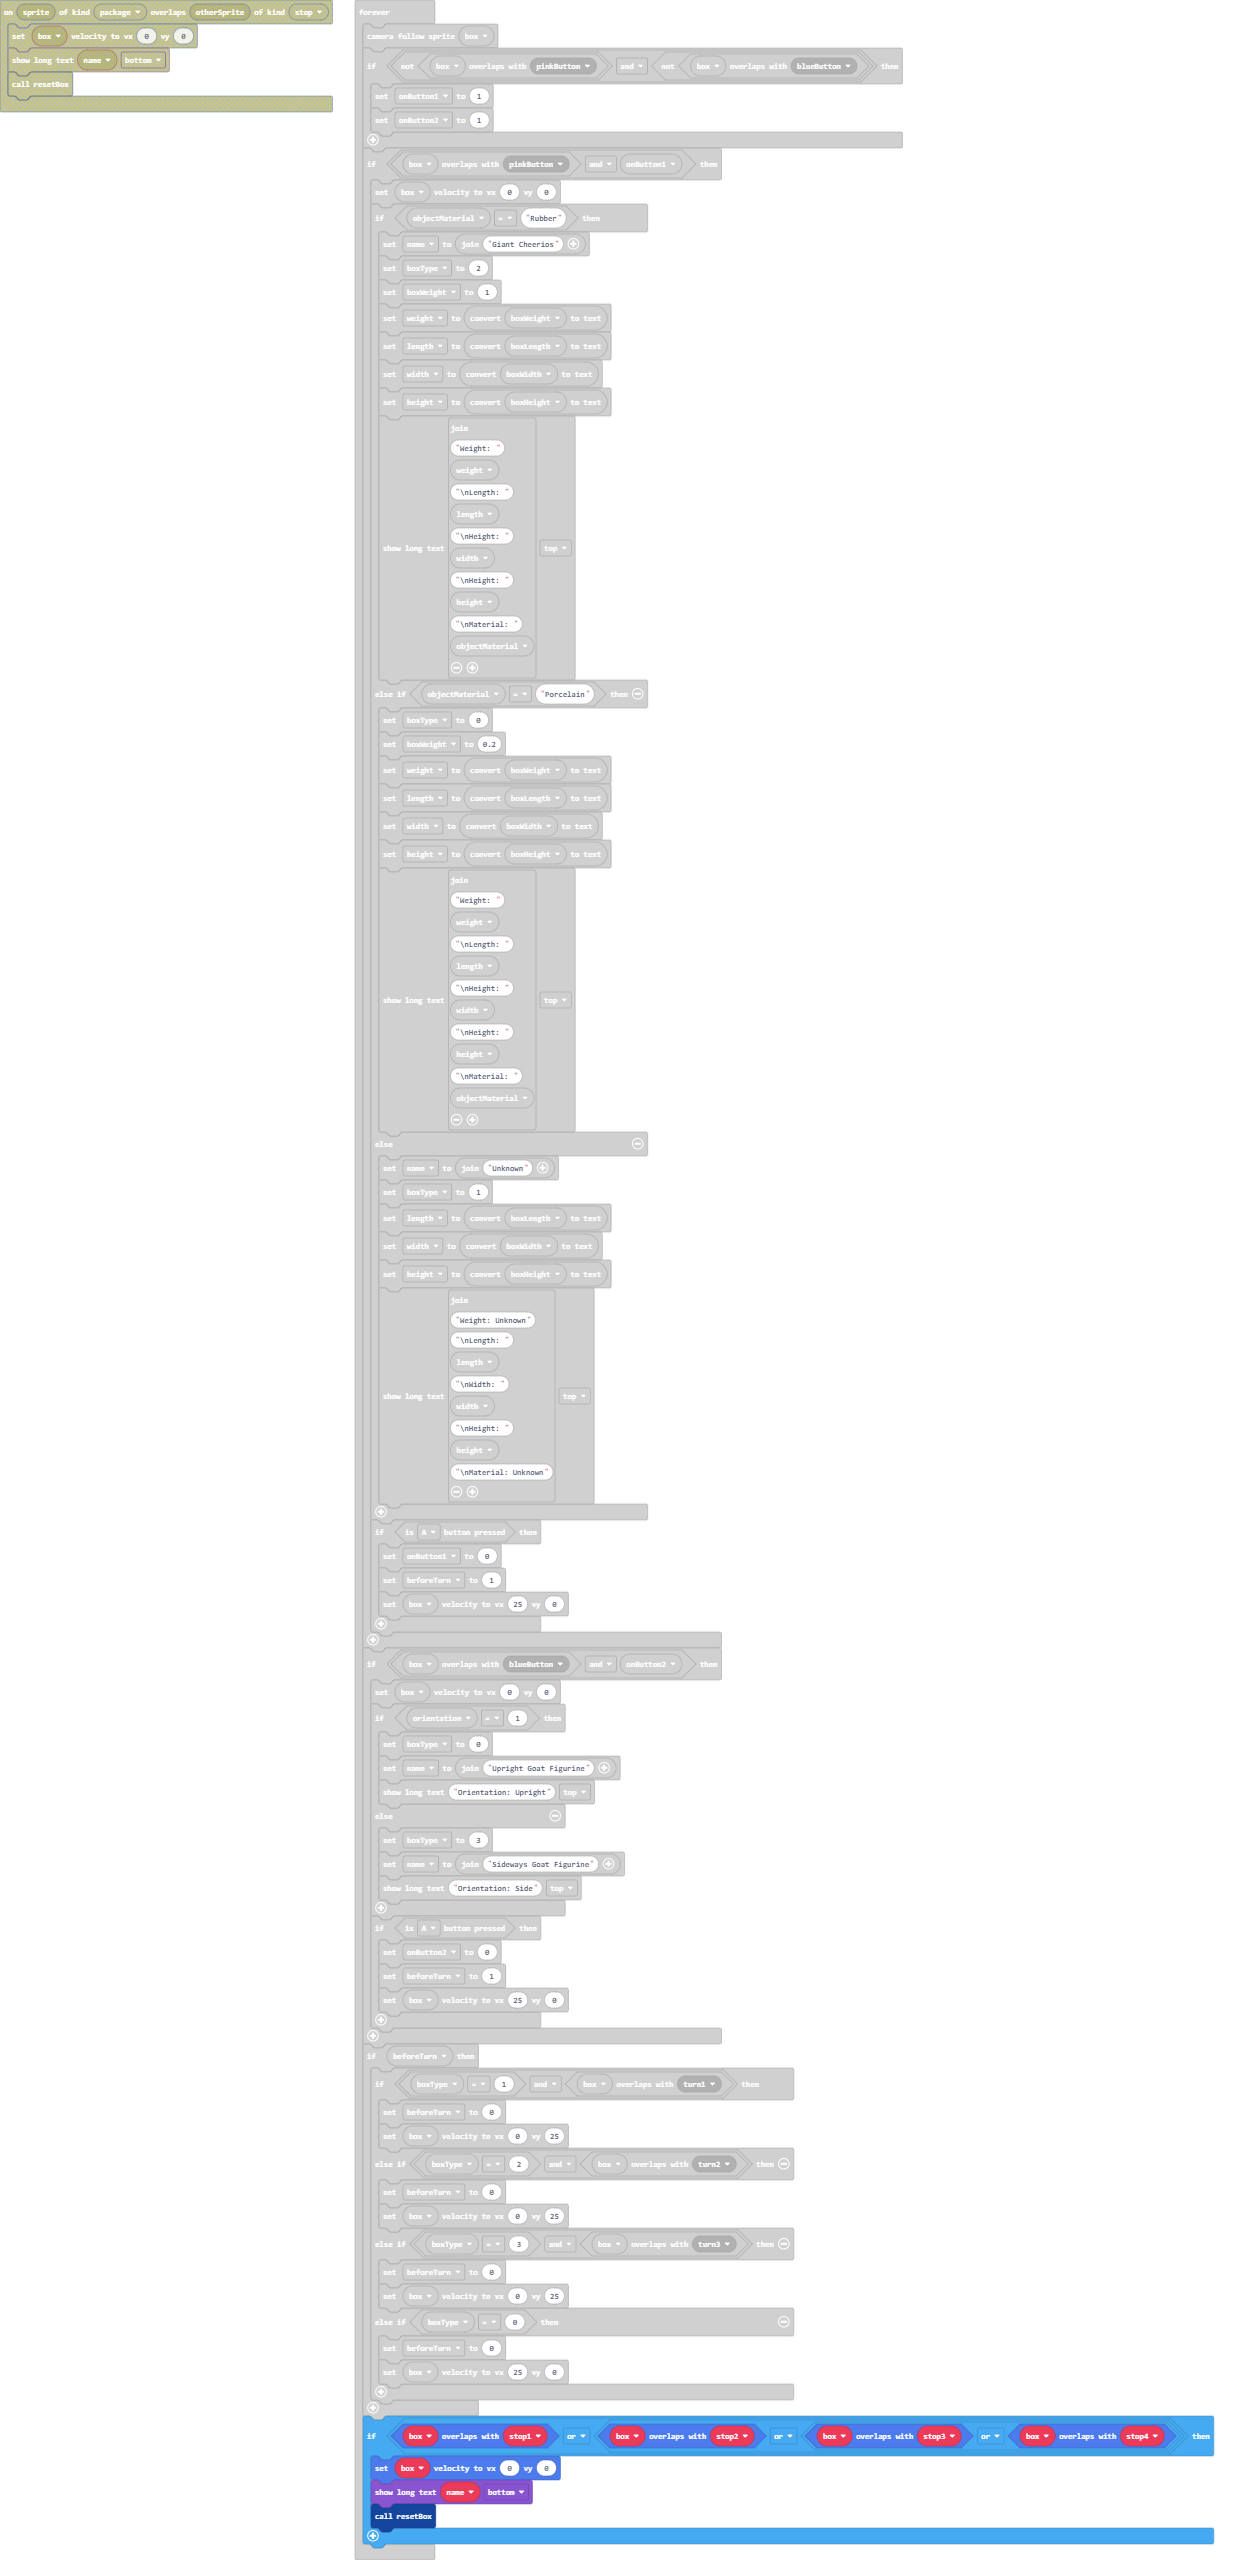 on sprite of kind package overlaps otherSprite of kind stop
set box velocity to vx 0 vy 0
show long text name bottom
call resetBox
forever
camera follow sprite box
if not box overlaps with pinkButton and not box overlaps with blueButton then
set onButton1 to 1
set onButton2 to 1
if box overlaps with pinkButton and onButton1 then
set box velocity to vx 0 vy 0
if objectMaterial = "Rubber" then
set name to join "Giant Cheerios"
set boxType to 2
set boxWeight to 1
set weight to convert boxWeight to text
set length to convert boxLength to text
set width to convert boxWidth to text
set height to convert boxHeight to text
join
"Weight: "
weight
"\nLength: "
length
"\nHeight: "
show long text width top
"\nHeight: "
height
"\nMaterial: "
objectMaterial
else if objectMaterial = "Porcelain" then
set boxType to 0
set boxWeight to 0.2
set weight to convert boxWeight to text
set length to convert boxLength to text
set width to convert boxWidth to text
set height to convert boxHeight to text
join
"Weight: "
weight
"\nLength: "
length
"\nHeight: "
show long text width top
"\nHeight: "
height
"\nMaterial: "
objectMaterial
else
set name to join "Unknown"
set boxType to 1
set length to convert boxLength to text
set width to convert boxWidth to text
set height to convert boxHeight to text
join
"Weight: Unknown"
"\nLength: "
length
"\nWidth: "
show long text width top
"\nHeight: "
height
"\nMaterial: Unknown"
if is A button pressed then
set onButton1 to 0
set beforeTurn to 1
set box velocity to vx 25 vy 0
if box overlaps with blueButton and onButton2 then
set box velocity to vx 0 vy 0
if orientation = 1 then
set boxType to 0
set name to join "Upright Goat Figurine"
show long text "Orientation: Upright" top
else
set boxType to 3
set name to join "Sideways Goat Figurine"
show long text "Orientation: Side" top
if is A button pressed then
set onButton2 to 0
set beforeTurn to 1
set box velocity to vx 25 vy 0
if beforeTurn then
if boxType = 1 and box overlaps with turn1 then
set beforeTurn to 0
set box velocity to vx 0 vy 25
else if boxType = 2 and box overlaps with turn2 then
set beforeTurn to 0
set box velocity to vx 0 vy 25
else if boxType = 3 and box overlaps with turn3 then
set beforeTurn to 0
set box velocity to vx 0 vy 25
else if boxType = 0 then
set beforeTurn to 0
set box velocity to vx 25 vy 0
if box overlaps with stop1 or box overlaps with stop2 or box overlaps with stop3 or box overlaps with stop4 then
set box velocity to vx 0 vy 0
show long text name bottom
call resetBox